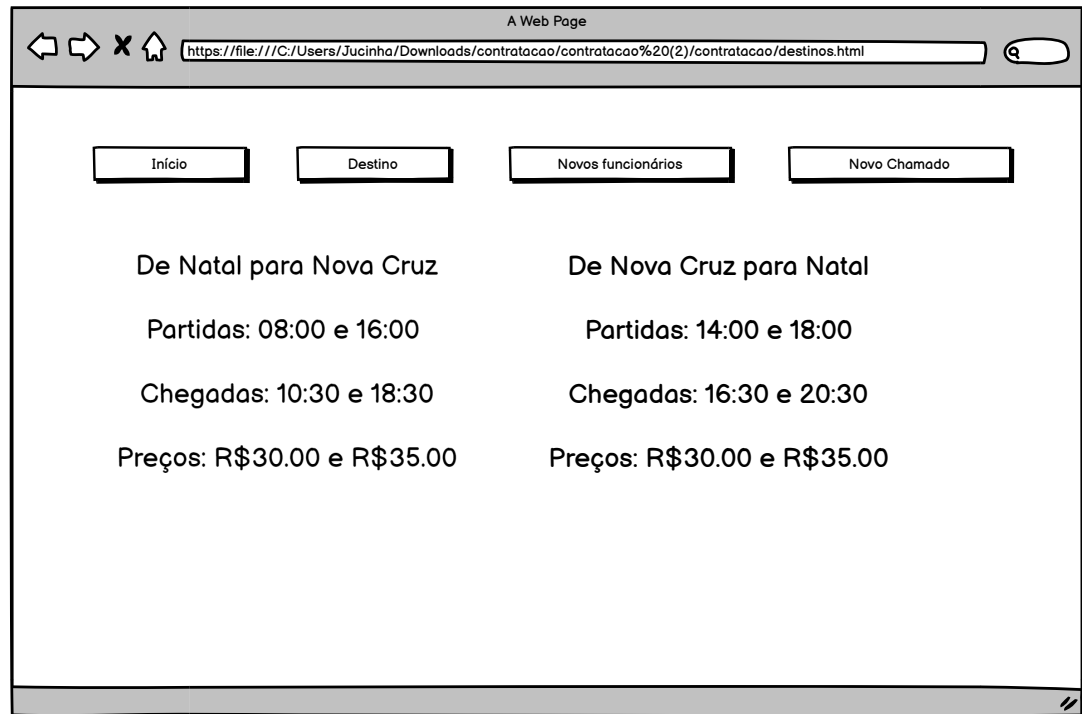 A Web Page
https://file:///C:/Users/Jucinha/Downloads/contratacao/contratacao%20(2)/contratacao/destinos.html
Início
Destino
Novos funcionários
Novo Chamado
De Natal para Nova Cruz
Partidas: 08:00 e 16:00
Chegadas: 10:30 e 18:30
Preços: R$30.00 e R$35.00
De Nova Cruz para Natal
Partidas: 14:00 e 18:00
Chegadas: 16:30 e 20:30
Preços: R$30.00 e R$35.00